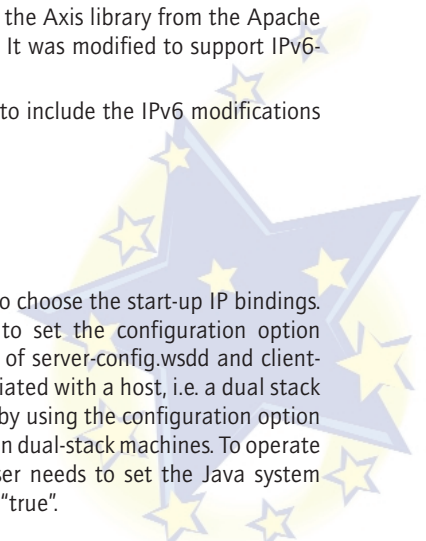 the Axis library from the Apache
It was modified to support IPv6-
to include the IPv6 modifications
o choose the start-up IP bindings.
to set the configuration option
of server-config.wsdd and client-
iated with a host, i.e. a dual stack
by using the configuration option
n dual-stack machines. To operate
ser needs to set the Java system
"true".